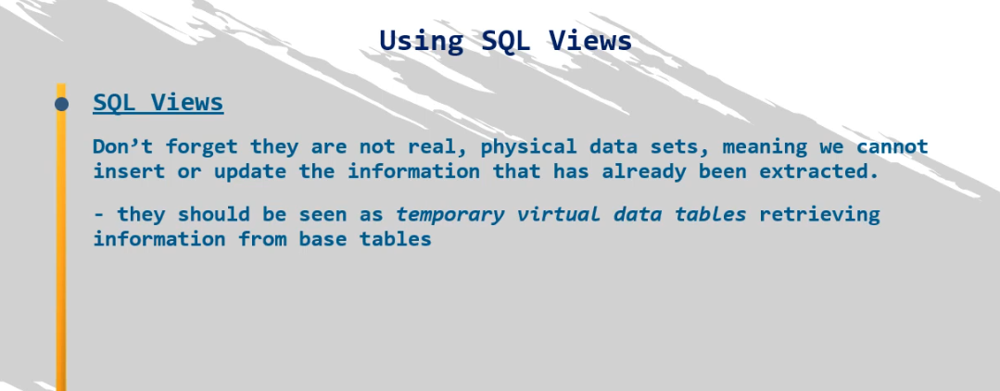 Using SQL Views
SQL Views
Don’t forget they are not real, physical data sets, meaning we cannot
insert or update the information that has already been extracted.
- they should be seen as temporary virtual data tables retrieving
information from base tables